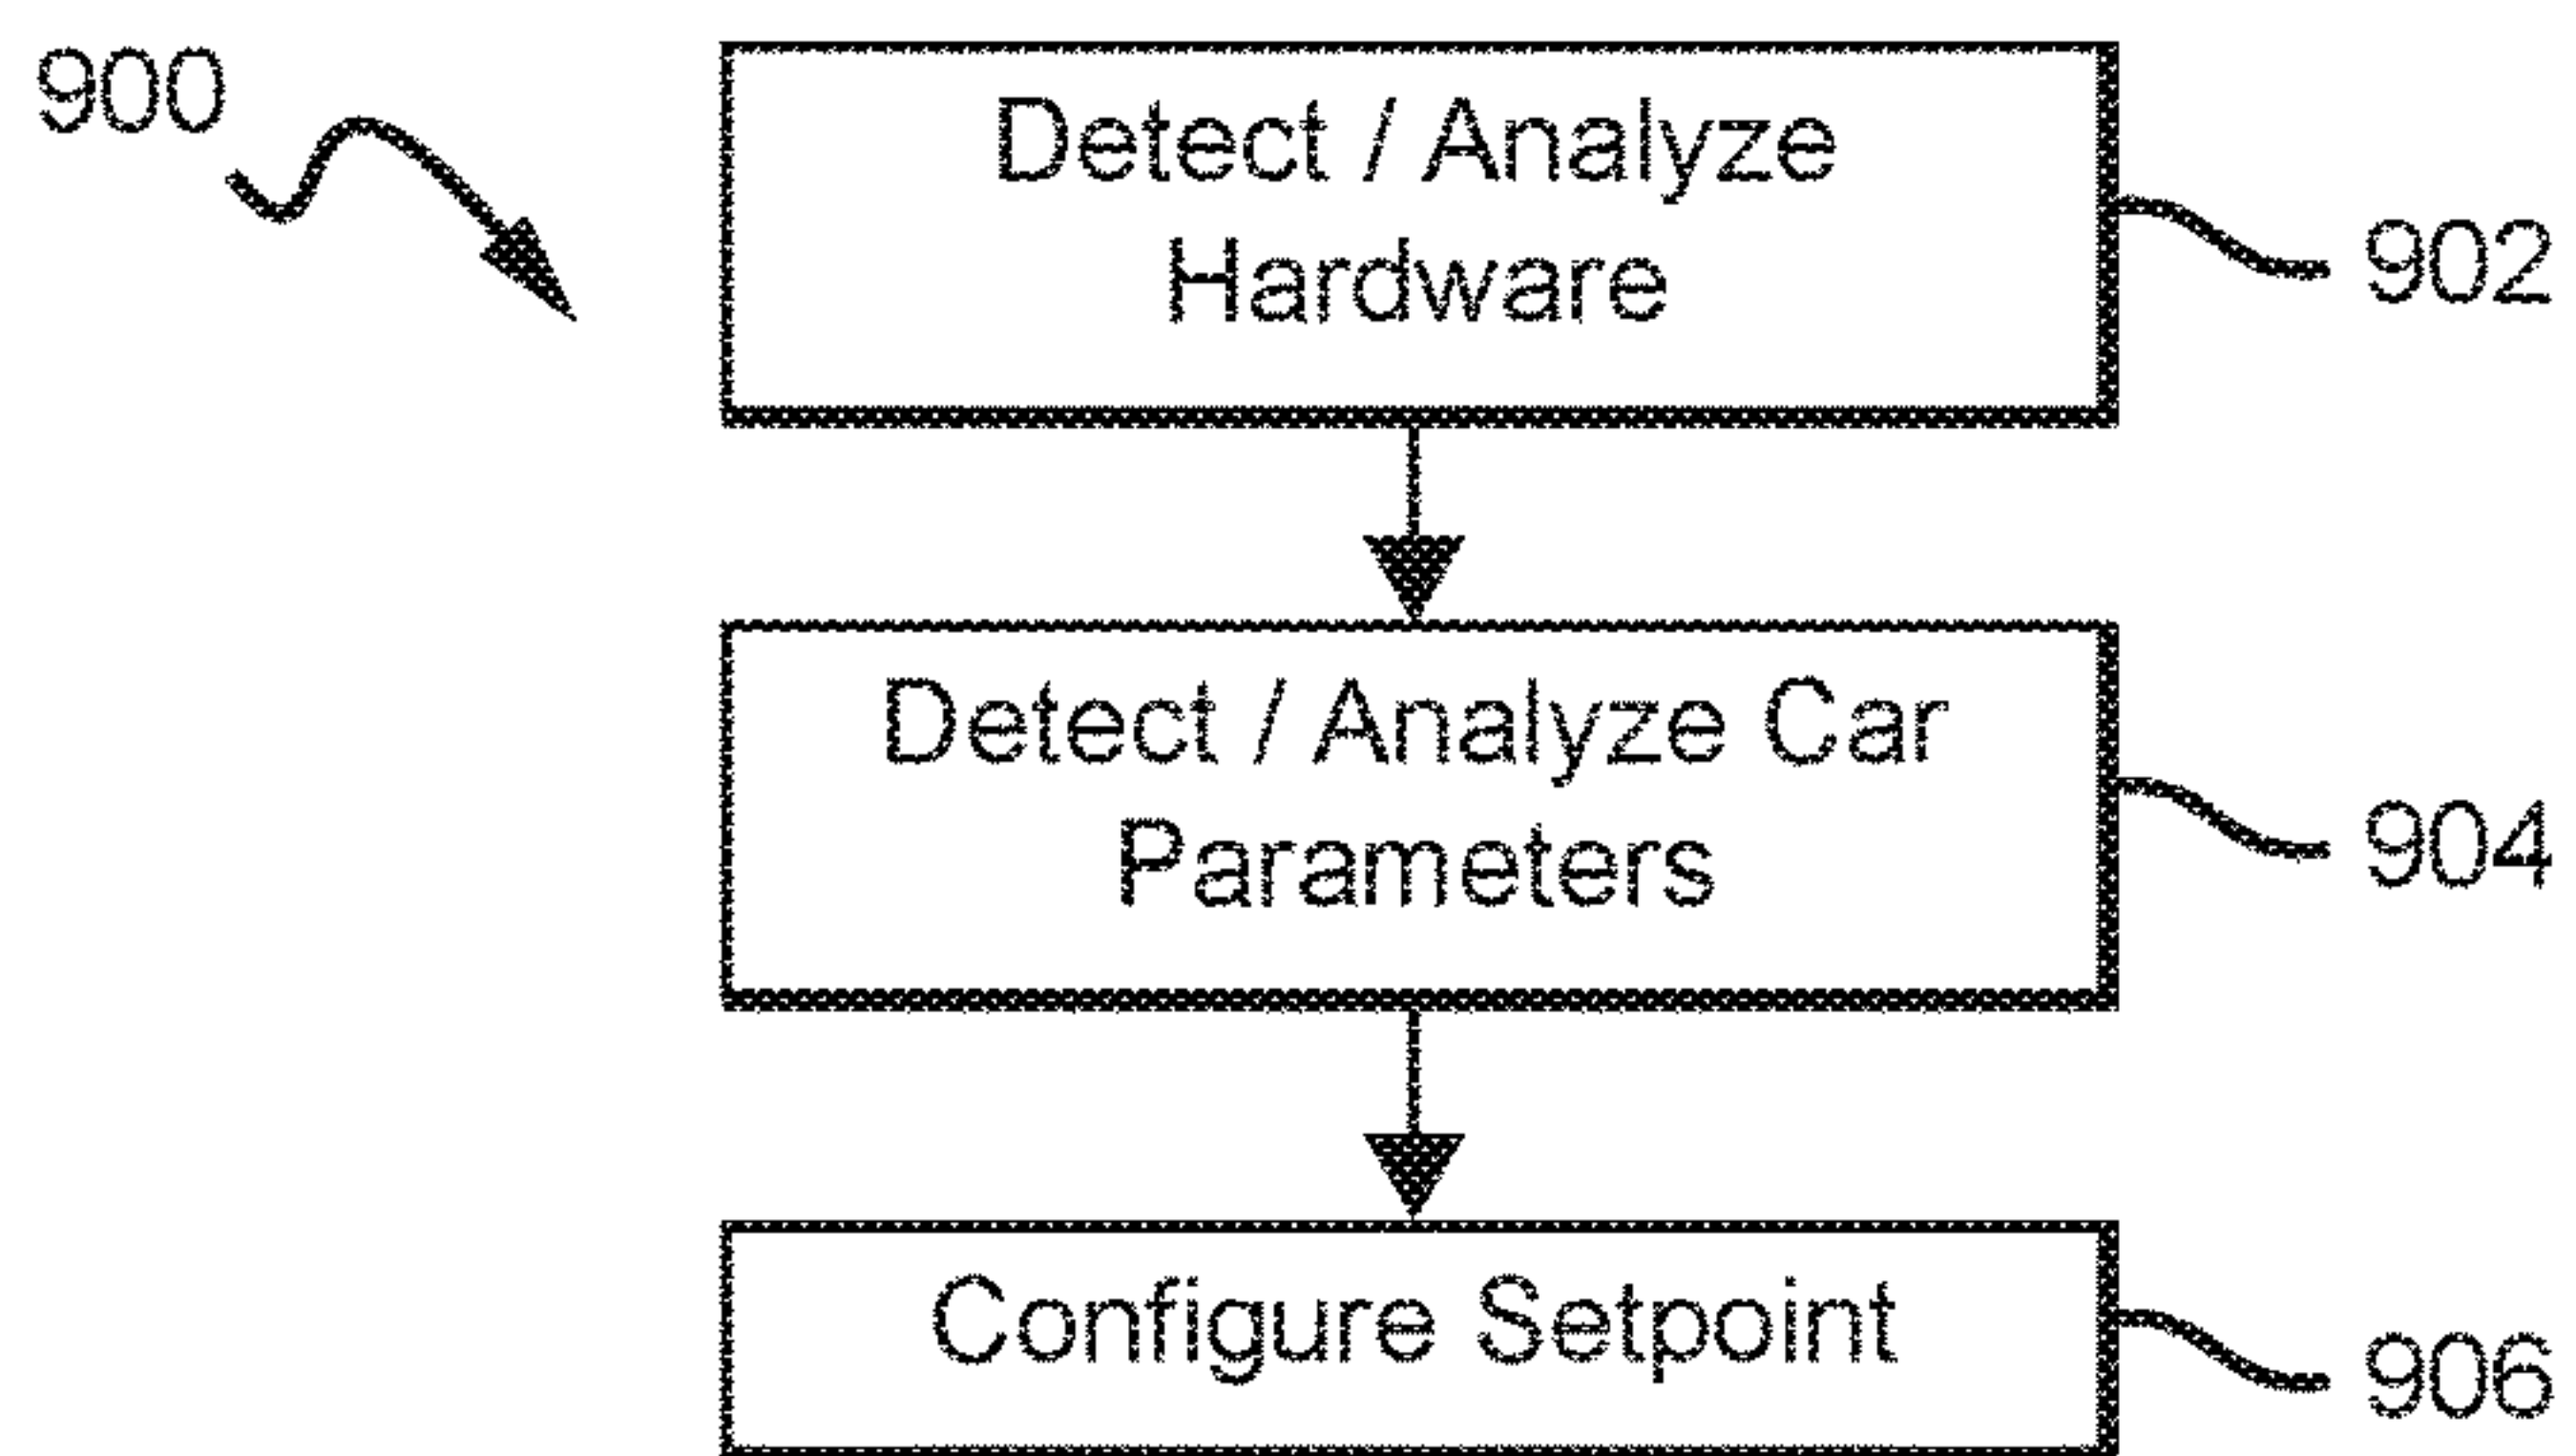 900
Detect / Analyze
Hardware
902
Detect / Analyze Car
Parameters
904
Configure Setpoint
906